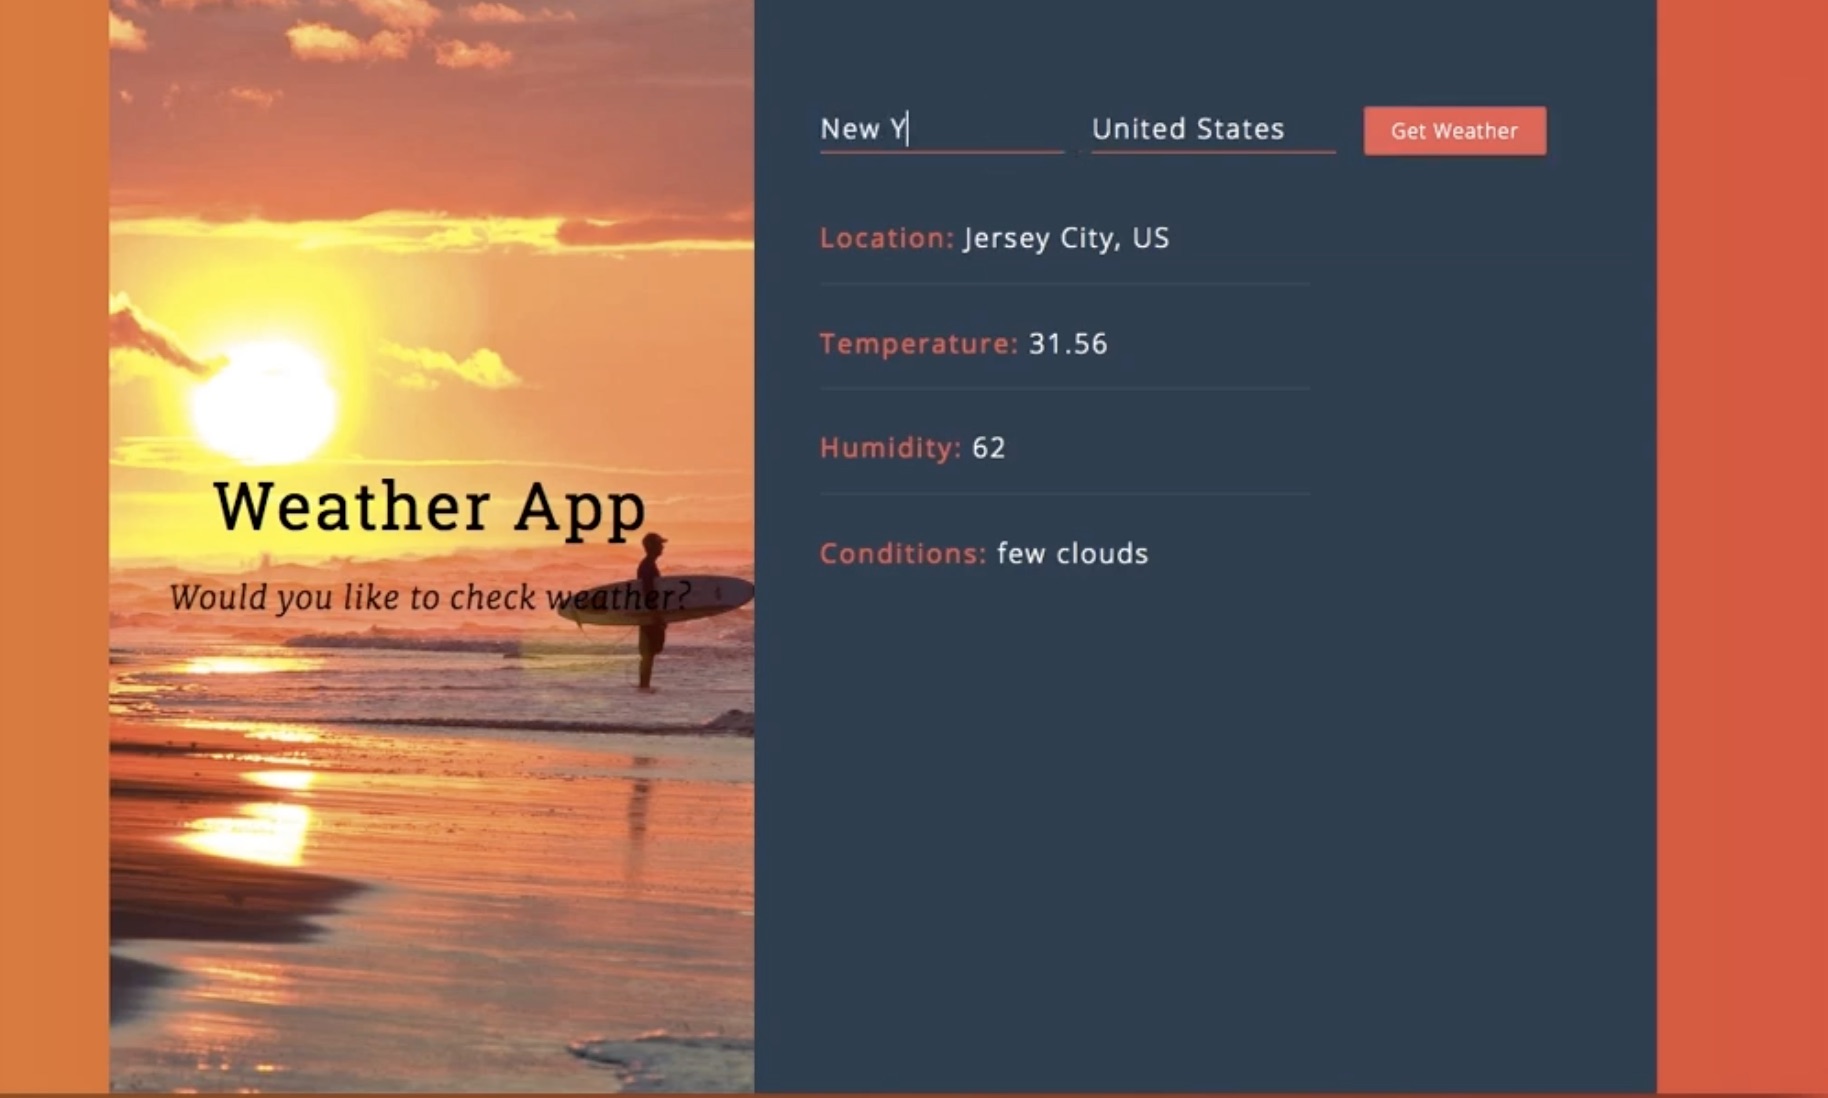 Weather App
Would you like to check weather?
New Y
United States
Get Weather
Location: Jersey City, US
Temperature: 31.56
Humidity: 62
Conditions: few clouds